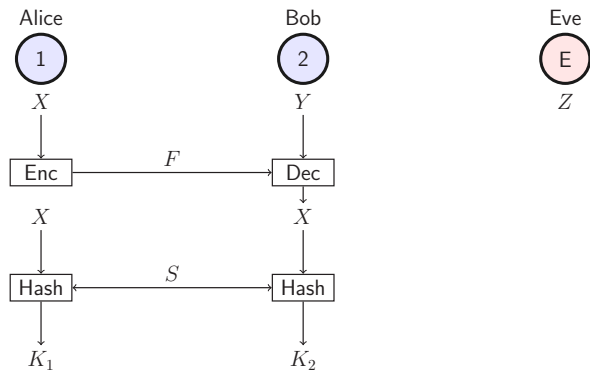 Alice Bob Eve
1 2 E
X Y Z
Enc F Dec
X X
Hash S Hash
K₁ K₂